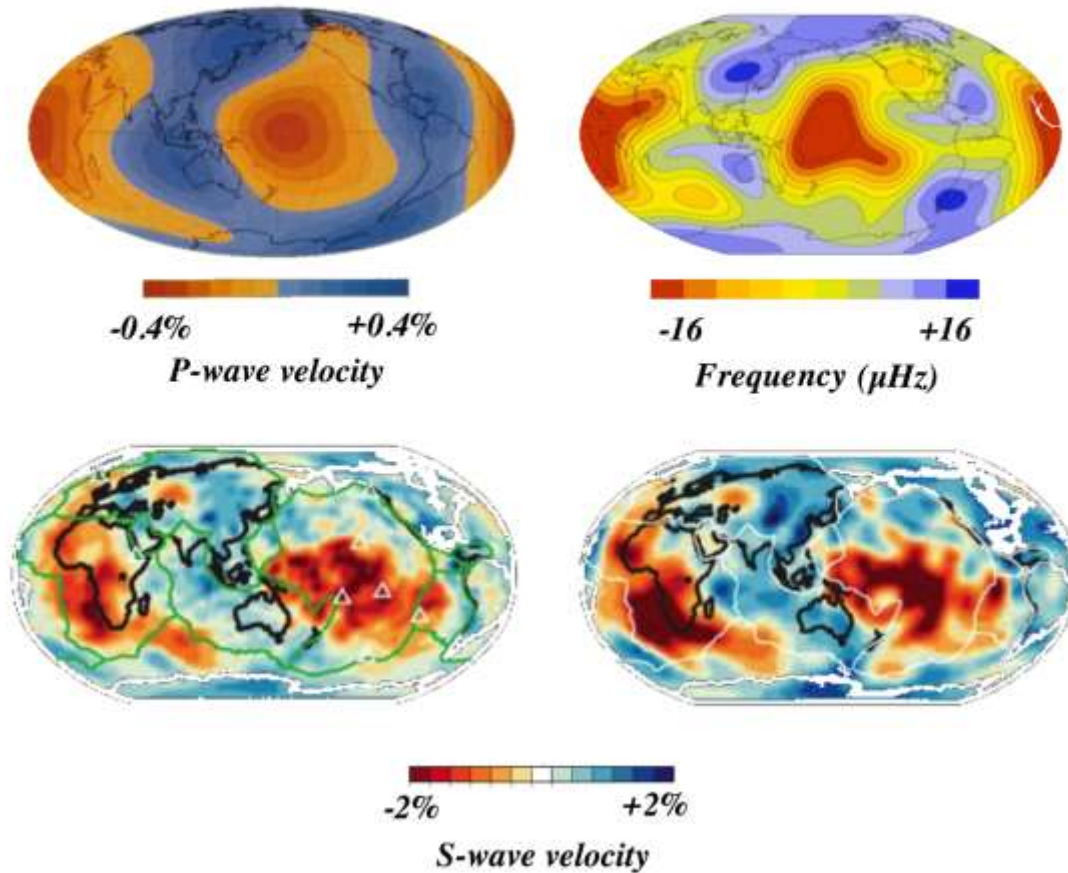 -0.4%
+0.4%
P-wave velocity
-16
+16
Frequency (μHz)
-2%
+2%
S-wave velocity